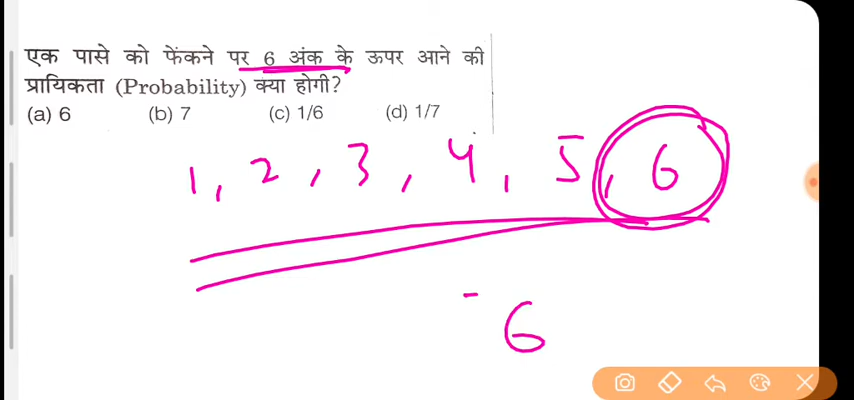 एक पासे को फेंकने पर 6 अंक के ऊपर आने की
प्रायिकता (Probability) क्या होगी?
(a) 6 (b) 7 (c) 1/6 (d) 1/7
1, 2, 3, 4, 5, 6
- 6